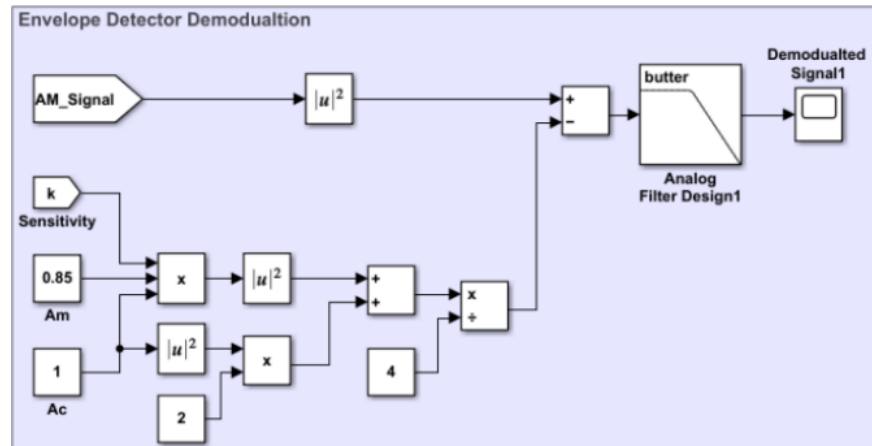 Envelope Detector Demodualtion
AM_Signal
|u|²
+
−
butter
Analog
Filter Design1
Demodualted
Signal1
k
Sensitivity
0.85
Am
x
|u|²
+
+
x
÷
1
Ac
|u|²
x
2
4